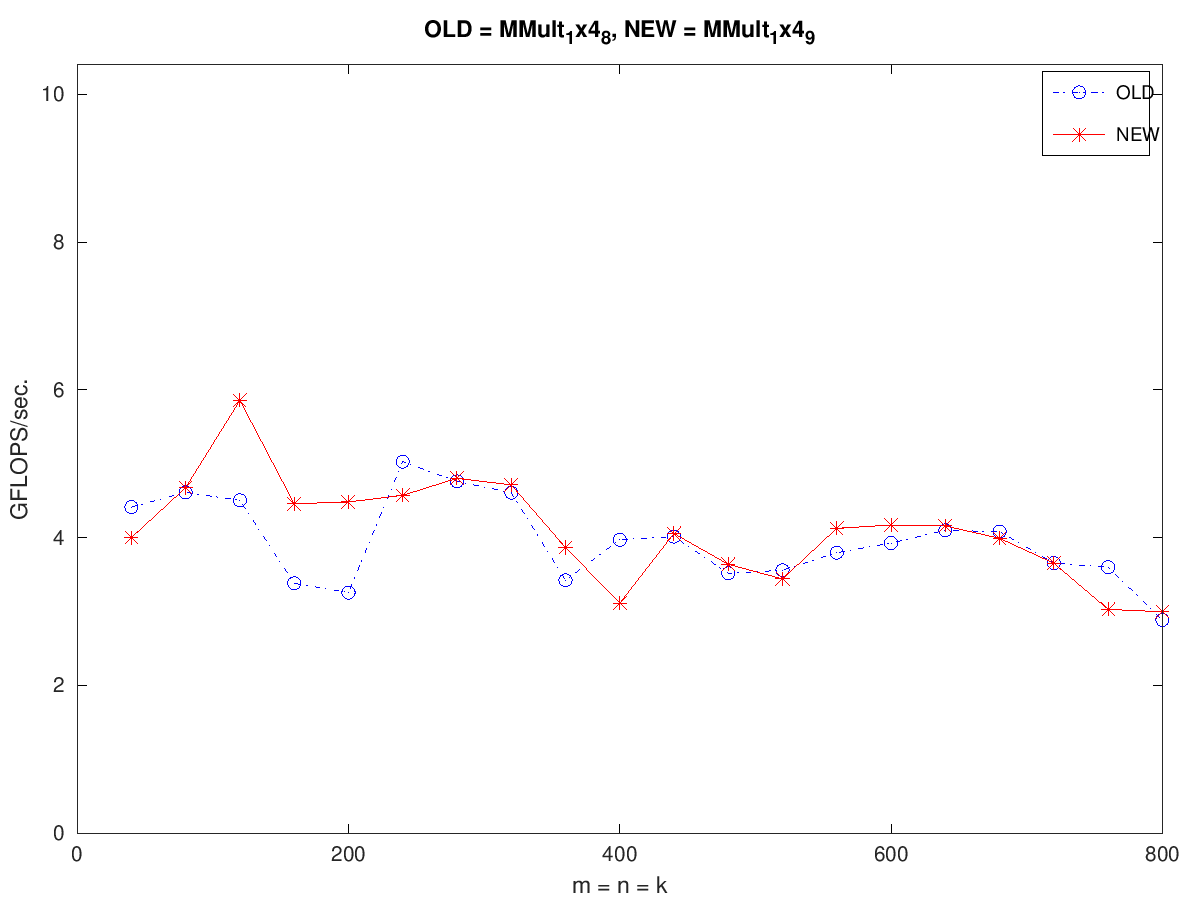 OLD = MMult₁x4₈, NEW = MMult₁x4₉
OLD
NEW
10
8
6
4
2
0
GFLOPS/sec.
0 200 400 600 800
m = n = k